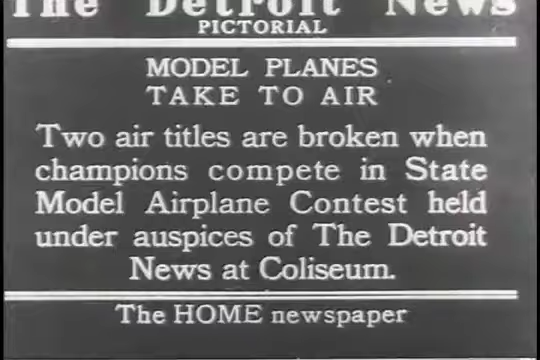 The Detroit News
PICTORIAL
MODEL PLANES
TAKE TO AIR
Two air titles are broken when
champions compete in State
Model Airplane Contest held
under auspices of The Detroit
News at Coliseum.
The HOME newspaper